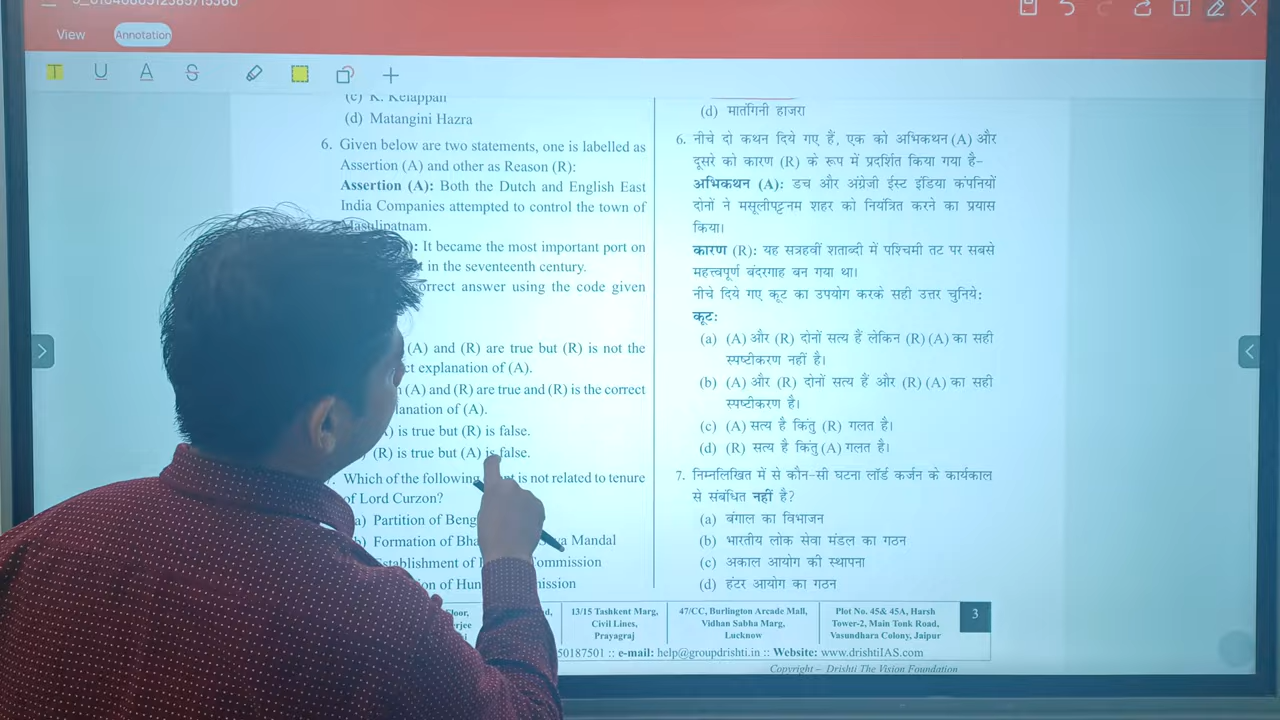 View
Annotation
(d) Matangini Hazra
6. Given below are two statements, one is labelled as
Assertion (A) and other as Reason (R):
Assertion (A): Both the Dutch and English East
India Companies attempted to control the town of
Masulipatnam.
: It became the most important port on
in the seventeenth century.
correct answer using the code given
(A) and (R) are true but (R) is not the
explanation of (A).
(A) and (R) are true and (R) is the correct
of (A).
is true but (R) is false.
(R) is true but (A) is false.
Which of the following is not related to tenure
of Lord Curzon?
Partition of
Formation of Mandal
Establishment of
of
(d) मातंगिनी हाजरा
6. नीचे दो कथन दिये गए हैं, एक को अभिकथन (A) और
दूसरे को कारण (R) के रूप में प्रदर्शित किया गया है-
अभिकथन (A): डच और अंग्रेजी ईस्ट इंडिया कंपनियों
दोनों ने मसूलीपट्टनम शहर को नियंत्रित करने का प्रयास
किया।
कारण (R): यह सत्रहवीं शताब्दी में पश्चिमी तट पर सबसे
महत्त्वपूर्ण बंदरगाह बन गया था।
नीचे दिये गए कूट का उपयोग करके सही उत्तर चुनिये:
कूट:
(a) (A) और (R) दोनों सत्य हैं लेकिन (R) (A) का सही
स्पष्टीकरण नहीं है।
(b) (A) और (R) दोनों सत्य हैं और (R) (A) का सही
स्पष्टीकरण है।
(c) (A) सत्य है किंतु (R) गलत है।
(d) (R) सत्य है किंतु (A) गलत है।
7. निम्नलिखित में से कौन-सी घटना लॉर्ड कर्जन के कार्यकाल
से संबंधित नहीं है?
(a) बंगाल का विभाजन
(b) भारतीय लोक सेवा मंडल का गठन
(c) अकाल आयोग की स्थापना
(d) हंटर आयोग का गठन
13/15 Tashkent Marg,
Civil Lines,
Prayagraj
47/CC, Burlington Arcade Mall,
Vidhan Sabha Marg,
Lucknow
Plot No. 45& 45A, Harsh
Tower-2, Main Tonk Road,
Vasundhara Colony, Jaipur
3
50187501 :: e-mail: help@groupdrishti.in :: Website: www.drishtiIAS.com
Copyright – Drishti The Vision Foundation